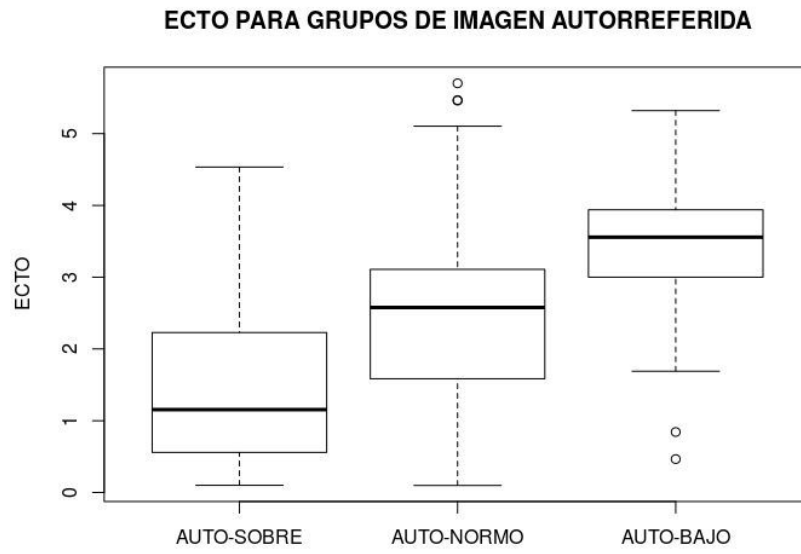 ECTO PARA GRUPOS DE IMAGEN AUTORREFERIDA
5
4
3
2
1
0
ECTO
AUTO-SOBRE AUTO-NORMO AUTO-BAJO